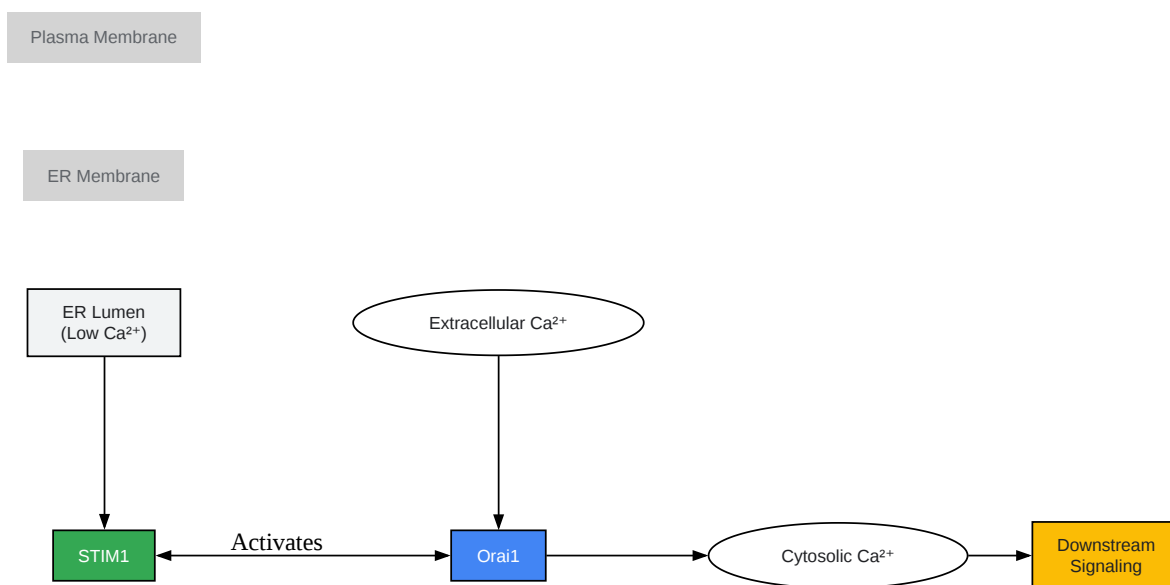 Plasma Membrane
ER Membrane
ER Lumen
(Low Ca²⁺)
Extracellular Ca²⁺
STIM1
Activates
Orai1
Cytosolic Ca²⁺
Downstream
Signaling